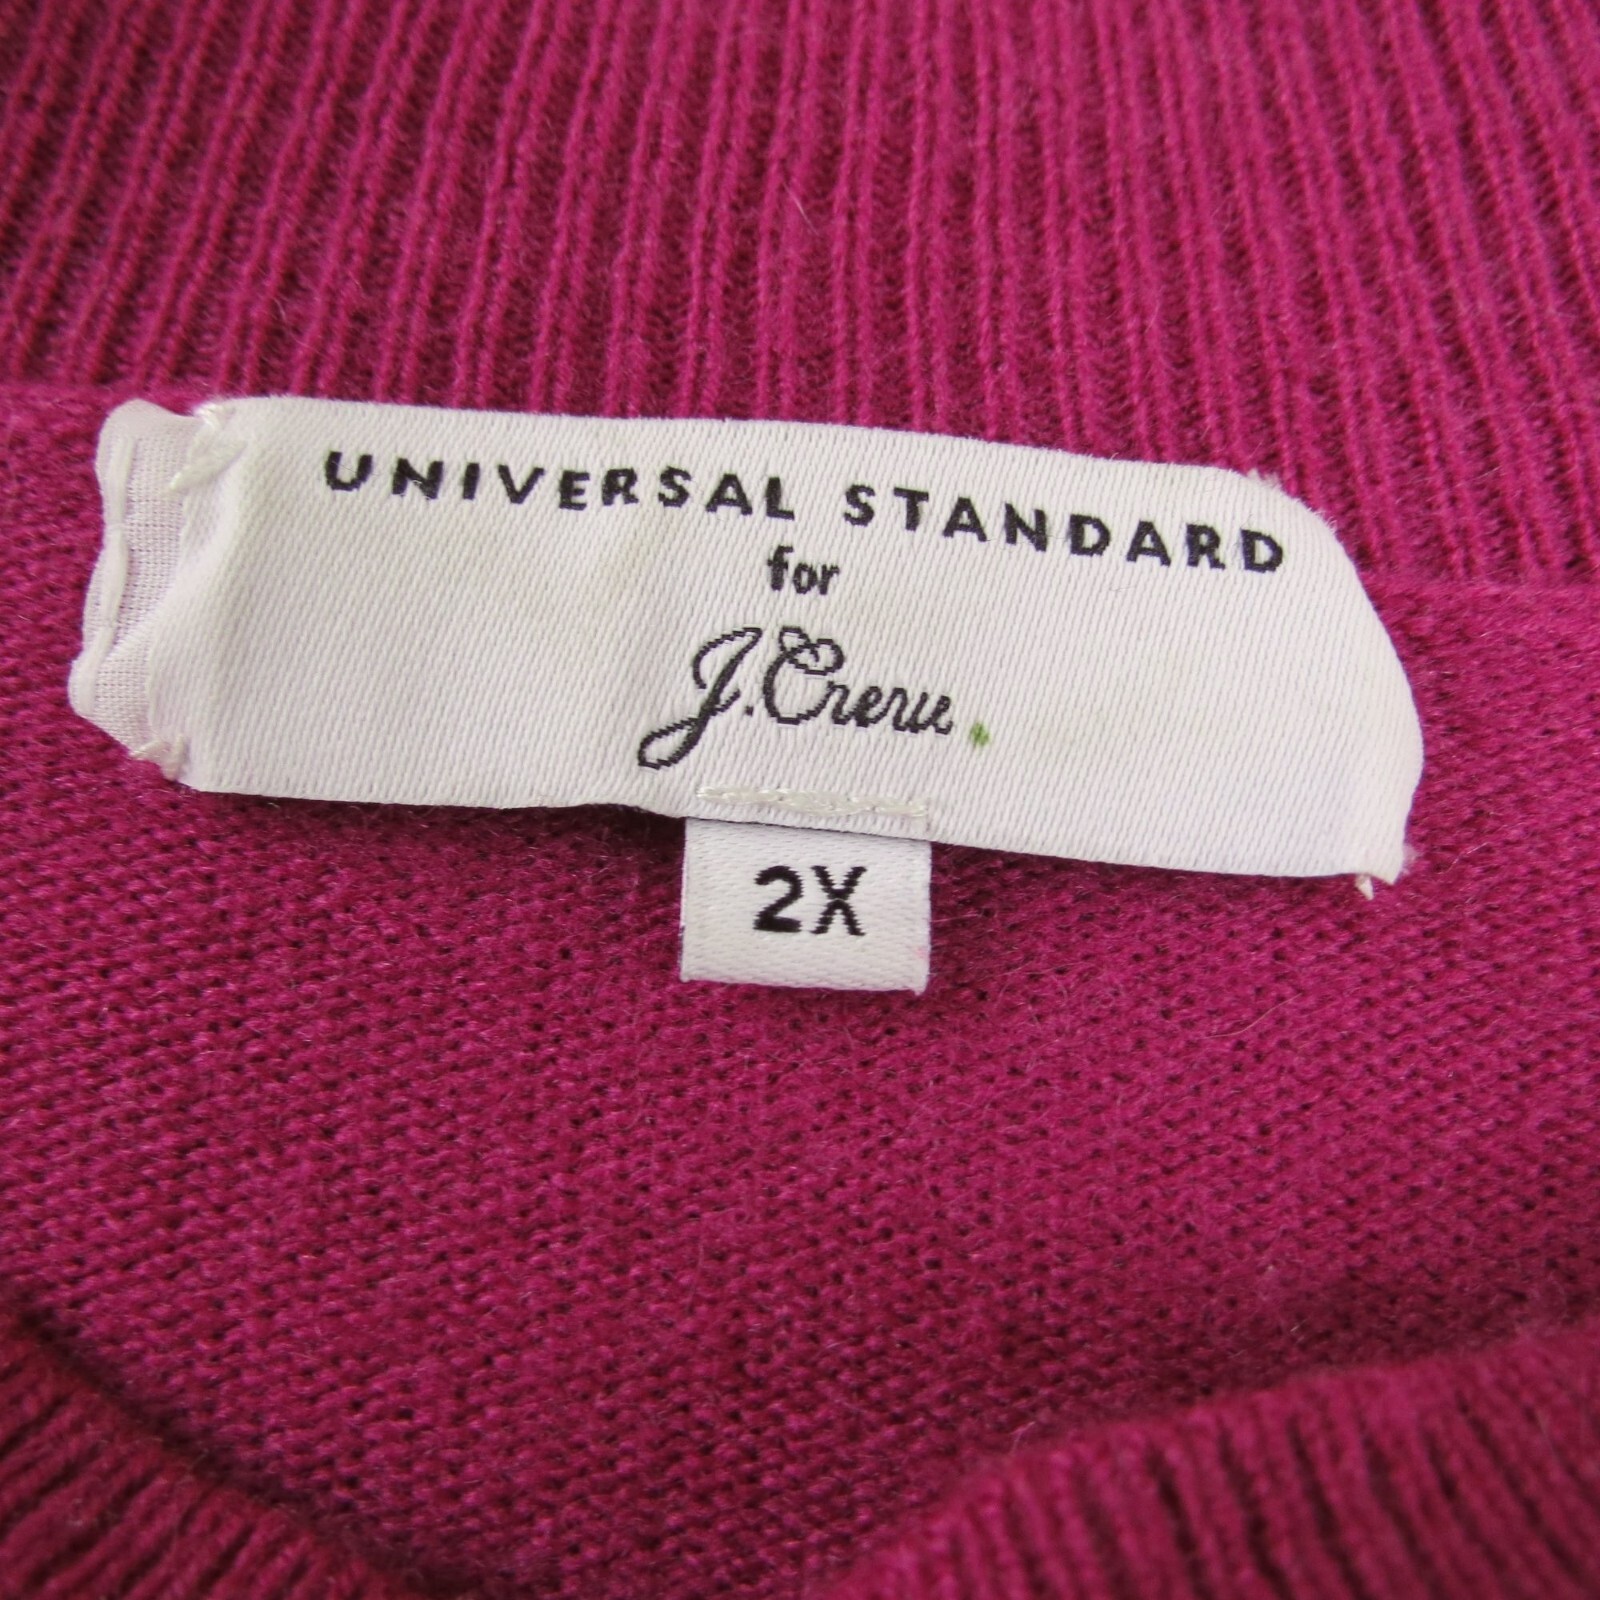 UNIVERSAL STANDARD
for
J.Crew.
2X